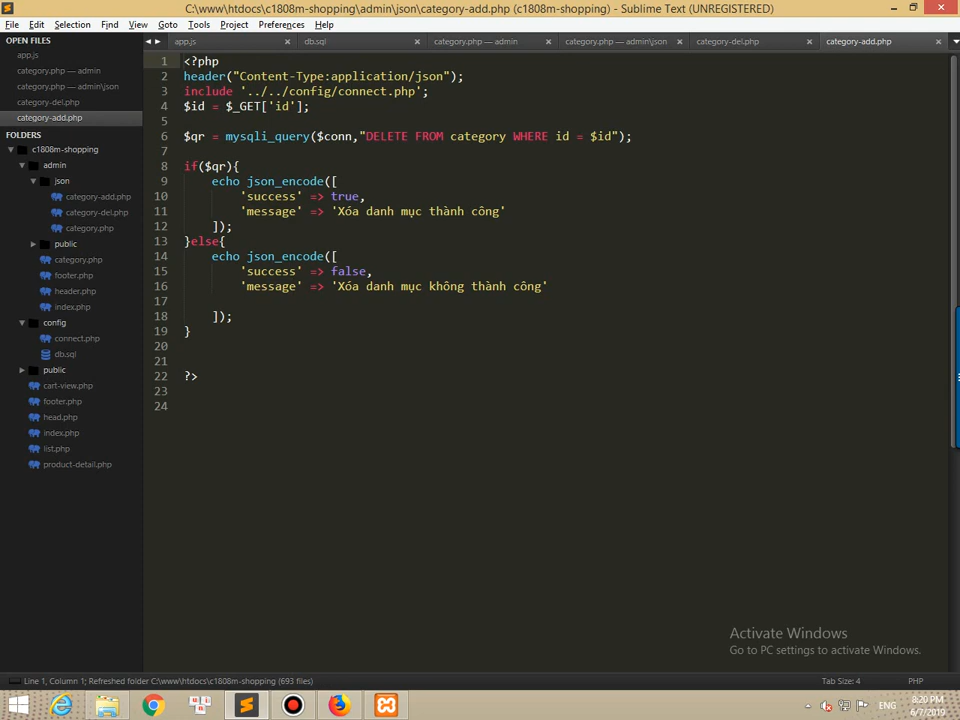 C:\www\htdocs\c1808m-shopping\admin\json\category-add.php (c1808m-shopping) - Sublime Text (UNREGISTERED)
File Edit Selection Find View Goto Tools Project Preferences Help
OPEN FILES
app.js
category.php — admin
category.php — admin\json
category-del.php
category-add.php
FOLDERS
c1808m-shopping
admin
json
category-add.php
category-del.php
category.php
public
category.php
footer.php
header.php
index.php
config
connect.php
db.sql
public
cart-view.php
footer.php
head.php
index.php
list.php
product-detail.php
app.js db.sql category.php — admin category.php — admin\json category-del.php category-add.php
1 <?php
2 header("Content-Type:application/json");
3 include '../../config/connect.php';
4 $id = $_GET['id'];
5
6 $qr = mysqli_query($conn,"DELETE FROM category WHERE id = $id");
7
8 if($qr){
9 echo json_encode([
10 'success' => true,
11 'message' => 'Xóa danh mục thành công'
12 ]);
13 }else{
14 echo json_encode([
15 'success' => false,
16 'message' => 'Xóa danh mục không thành công'
17
18 ]);
19 }
20
21
22 ?>
23
24
Activate Windows
Go to PC settings to activate Windows.
Line 1, Column 1; Refreshed folder C:\www\htdocs\c1808m-shopping (693 files) Tab Size: 4 PHP
ENG
8:20 PM
6/7/2019